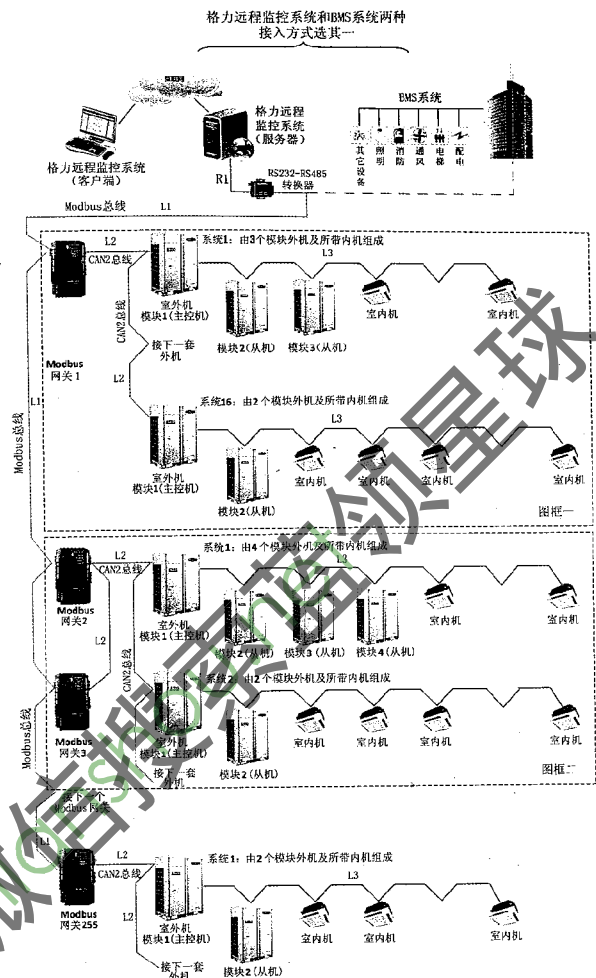 格力远程监控系统和BMS系统两种
接入方式选其一
BMS系统
格力远程
监控系统
(服务器)
其它设备
照明
消防
通风
电梯
配电
格力远程监控系统
(客户端)
R1
RS232-RS485
转换器
Modbus总线
L1
L2
CAN2总线
系统1: 由3个模块外机及所带内机组成
L3
室外机
模块1(主控机)
模块2(从机)
模块3(从机)
室内机
室内机
CAN2总线
接下一套
外机
Modbus
网关1
L1
L2
Modbus总线
系统16: 由2个模块外机及所带内机组成
L3
室外机
模块1(主控机)
模块2(从机)
室内机
室内机
室内机
室内机
图框一
L2
CAN2总线
系统1: 由4个模块外机及所带内机组成
L3
Modbus
网关2
室外机
模块1(主控机)
模块2(从机)
模块3(从机)
模块4(从机)
室内机
室内机
L2
CAN2总线
系统2: 由2个模块外机及所带内机组成
Modbus总线
Modbus
网关3
室外机
模块1(主控机)
模块2(从机)
室内机
室内机
室内机
室内机
接下一套
外机
图框二
接下一个
Modbus网关
L1
L2
CAN2总线
系统1: 由2个模块外机及所带内机组成
L3
Modbus
网关255
L2
室外机
模块1(主控机)
模块2(从机)
室内机
室内机
室内机
接下一套
外机
微信搜索蓝领星球